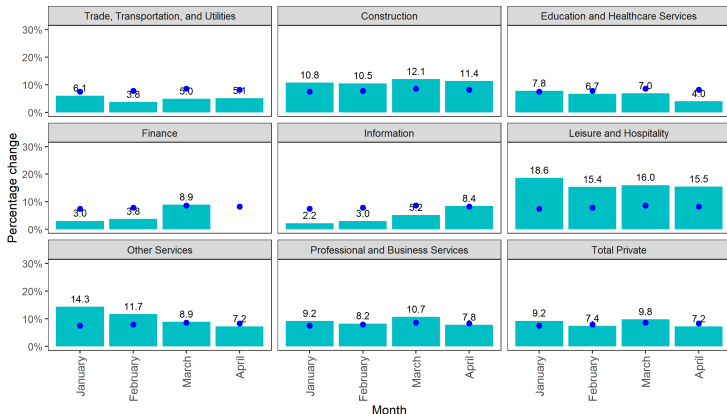 Trade, Transportation, and Utilities
Construction
Education and Healthcare Services
30%
20%
10%
0%
6.1
3.8
5.0
5.1
10.8
10.5
12.1
11.4
7.8
6.7
7.0
4.0
Finance
Information
Leisure and Hospitality
Percentage change
30%
20%
10%
0%
3.0
3.8
8.9
2.2
3.0
5.2
8.4
18.6
15.4
16.0
15.5
Other Services
Professional and Business Services
Total Private
30%
20%
10%
0%
14.3
11.7
8.9
7.2
9.2
8.2
10.7
7.8
9.2
7.4
9.8
7.2
January
February
March
April
January
February
March
April
January
February
March
April
Month